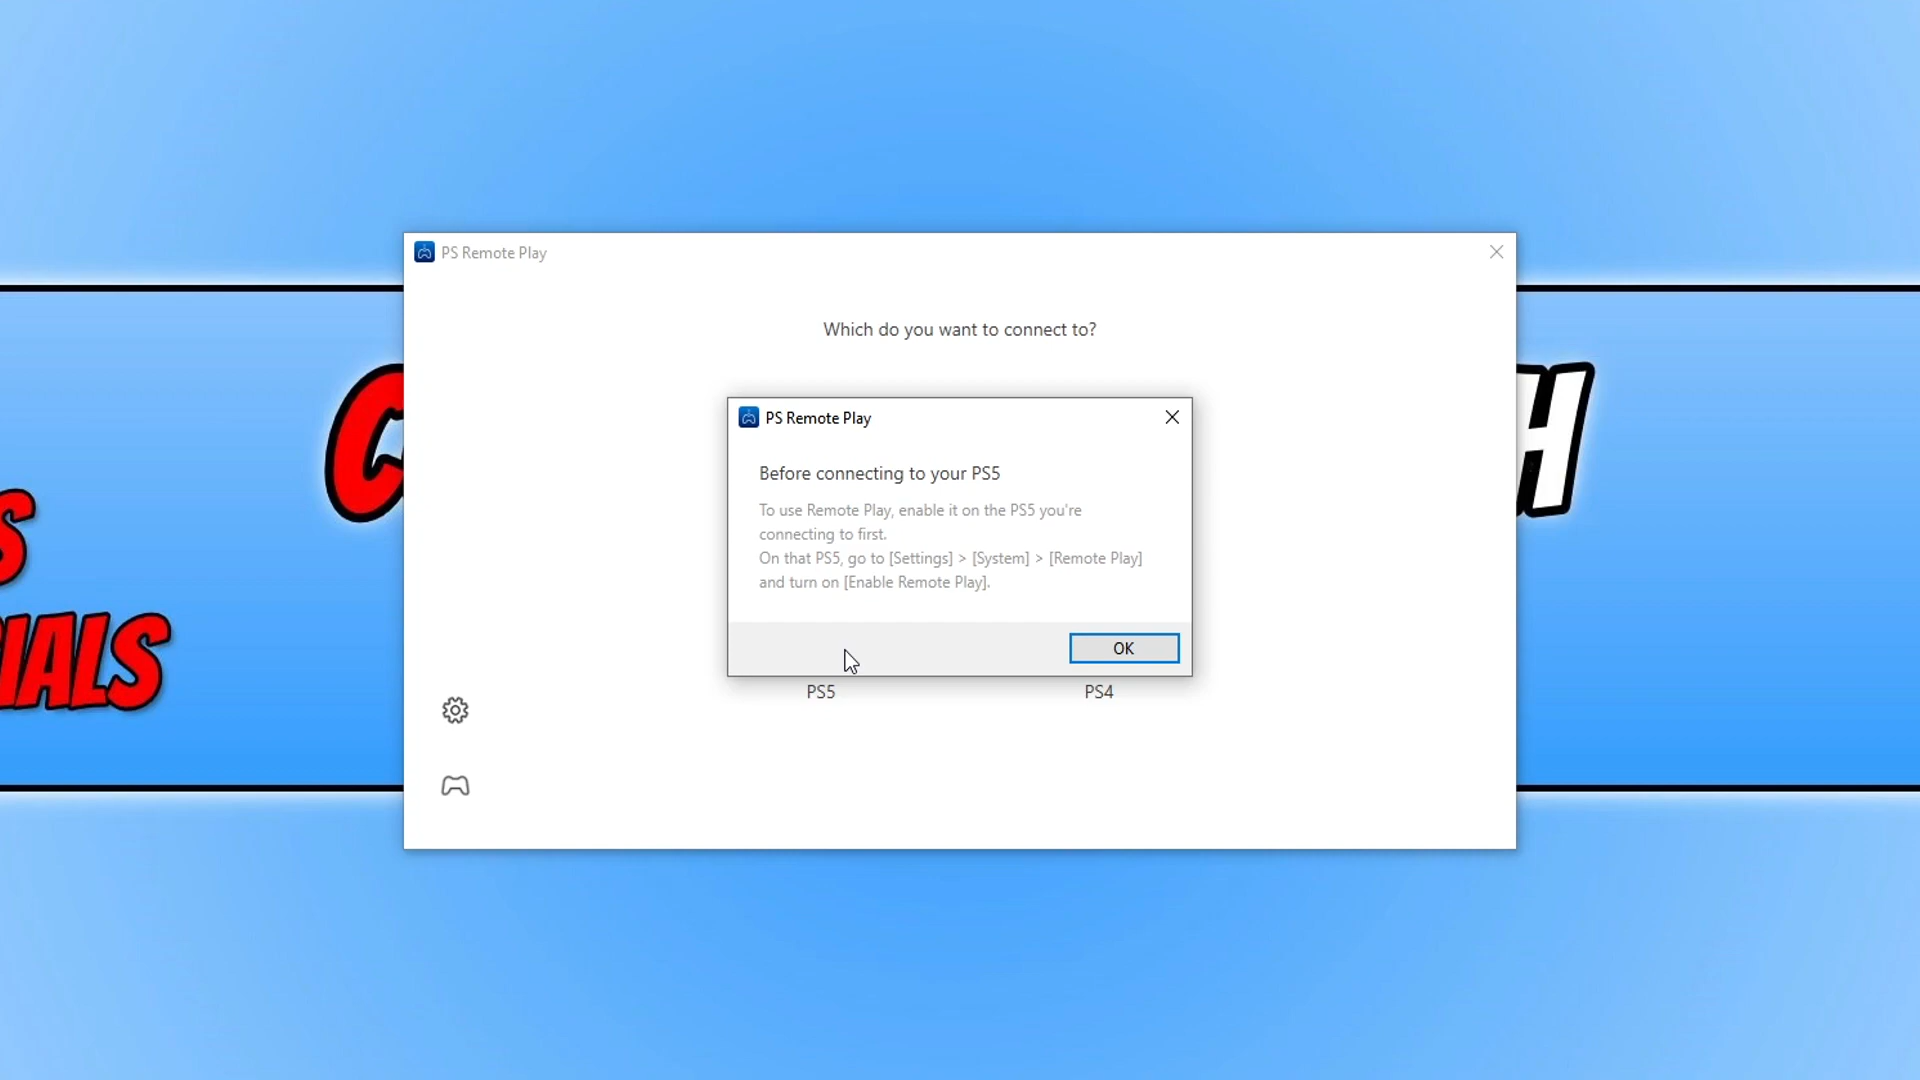 PS Remote Play
Which do you want to connect to?
PS Remote Play
Before connecting to your PS5
To use Remote Play, enable it on the PS5 you're
connecting to first.
On that PS5, go to [Settings] > [System] > [Remote Play]
and turn on [Enable Remote Play].
OK
PS5
PS4